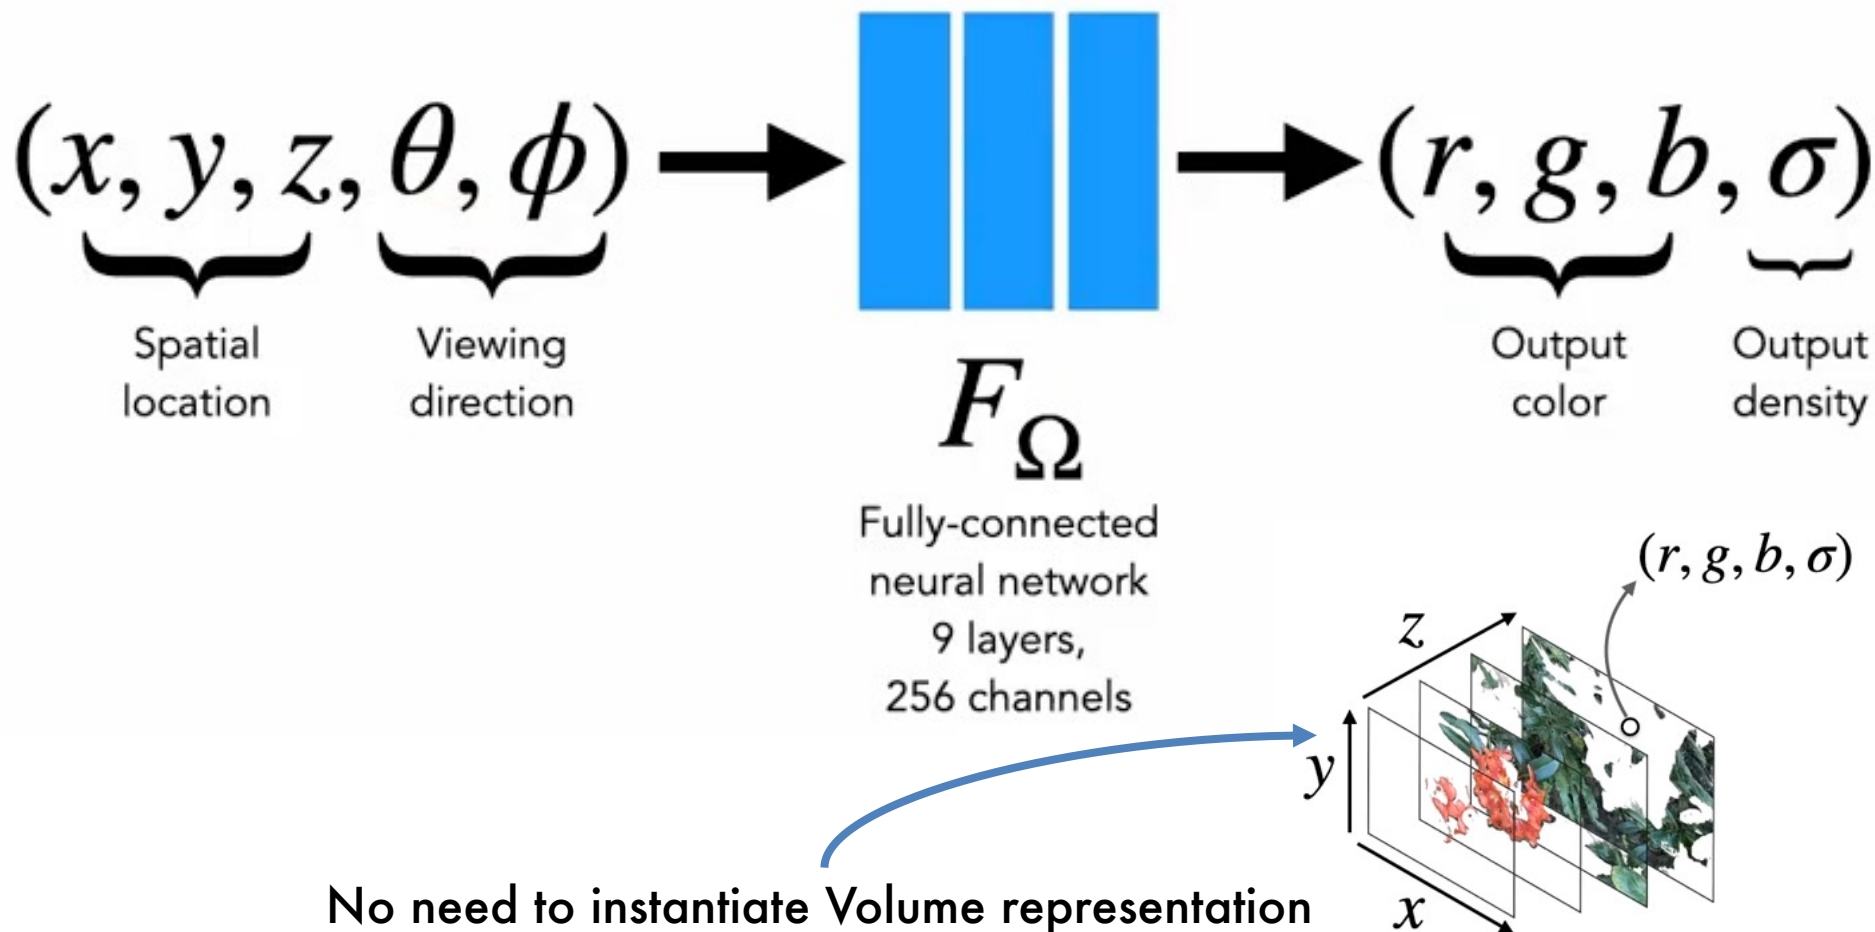 (x, y, z, θ, ϕ)
Spatial
location
Viewing
direction
F_Ω
Fully-connected
neural network
9 layers,
256 channels
(r, g, b, σ)
Output
color
Output
density
(r, g, b, σ)
z
y
x
No need to instantiate Volume representation